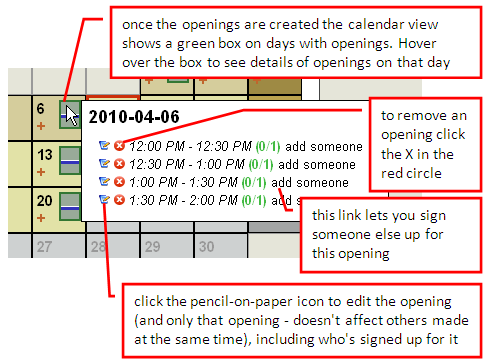 once the openings are created the calendar view
shows a green box on days with openings. Hover
over the box to see details of openings on that day
6
+
2010-04-06
12:00 PM - 12:30 PM (0/1) add someone
12:30 PM - 1:00 PM (0/1) add someone
1:00 PM - 1:30 PM (0/1) add someone
1:30 PM - 2:00 PM (0/1) add s
to remove an
opening click
the X in the
red circle
13
+
20
+
this link lets you sign
someone else up for
this opening
27 28 29 30
click the pencil-on-paper icon to edit the opening
(and only that opening - doesn't affect others made
at the same time), including who's signed up for it